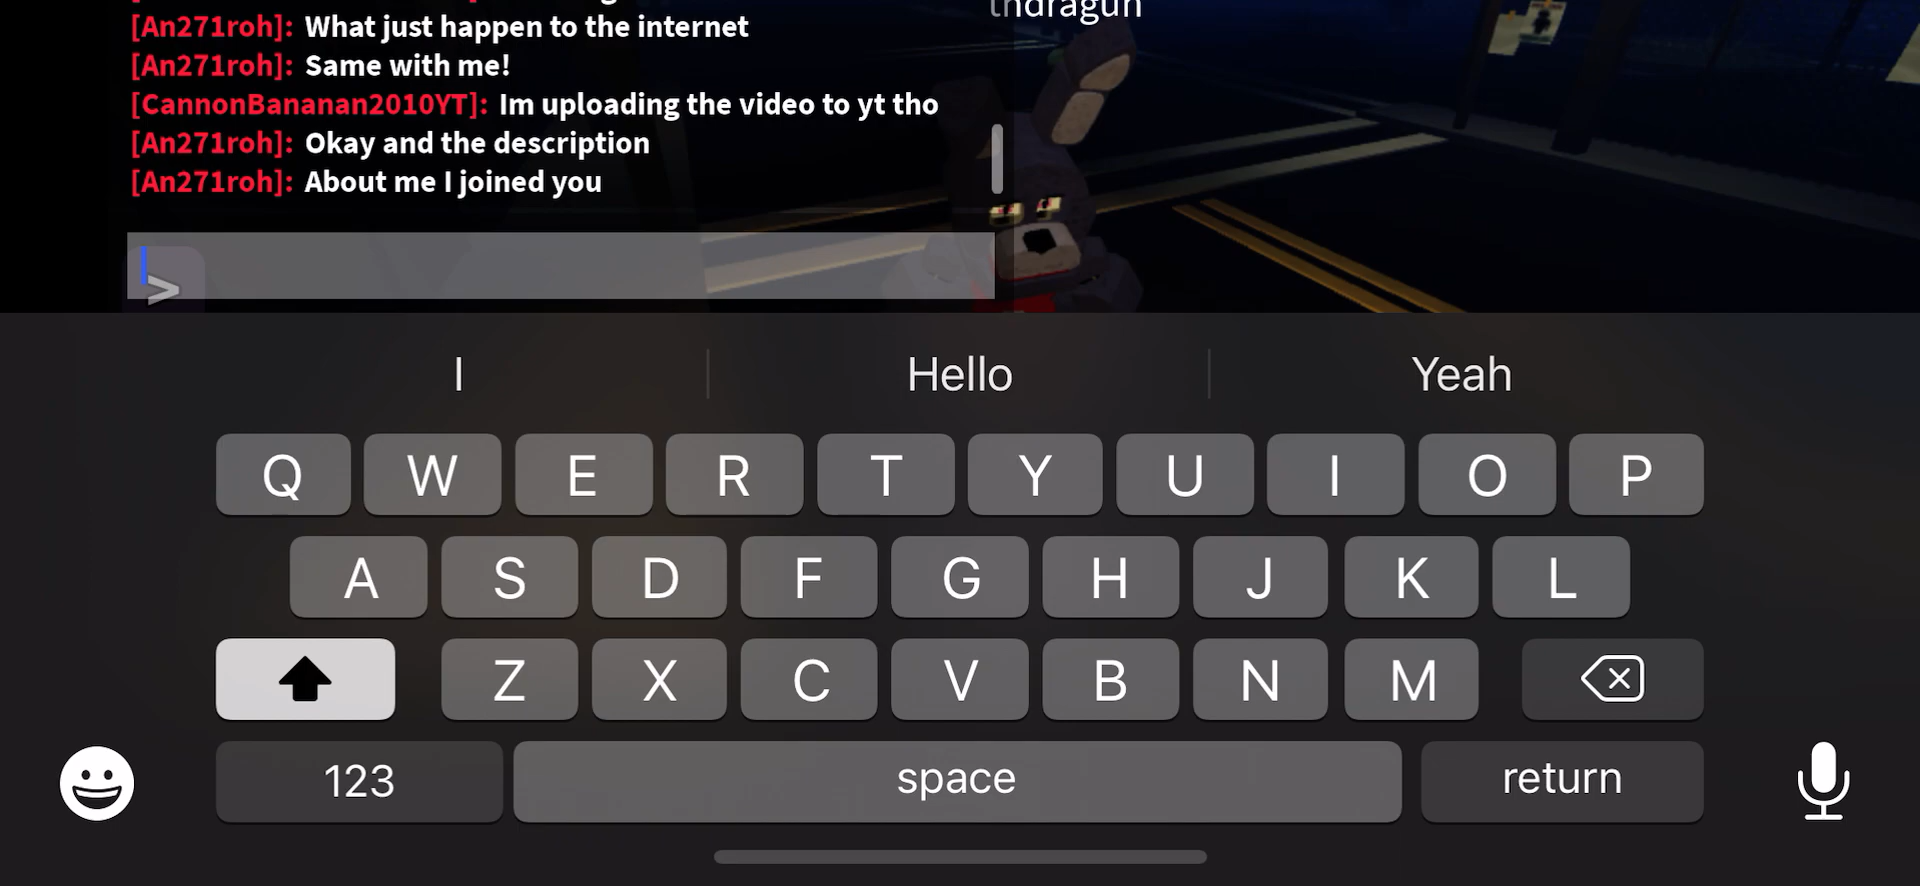 [An271roh]: What just happen to the internet
[An271roh]: Same with me!
[CannonBananan2010YT]: Im uploading the video to yt tho
[An271roh]: Okay and the description
[An271roh]: About me I joined you
>
I Hello Yeah
Q W E R T Y U I O P
A S D F G H J K L
Z X C V B N M
123 space return